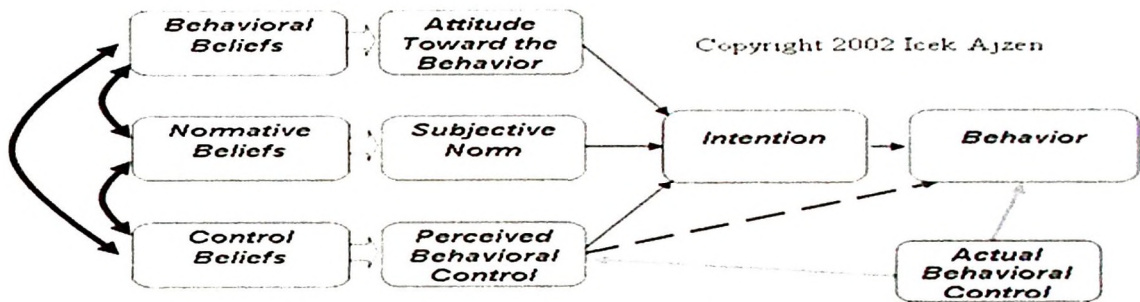 Behavioral
Beliefs
Attitude
Toward the
Behavior
Copyright 2002 Icek Ajzen
Normative
Beliefs
Subjective
Norm
Intention
Behavior
Control
Beliefs
Perceived
Behavioral
Control
Actual
Behavioral
Control